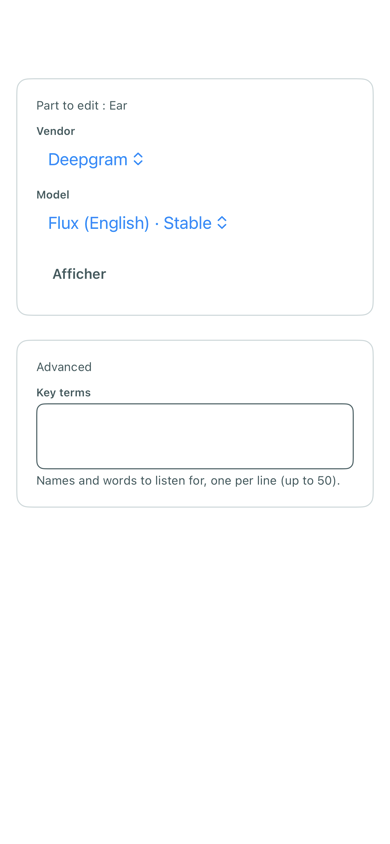 Part to edit : Ear
Vendor
Deepgram
Model
Flux (English) · Stable
Afficher
Advanced
Key terms
Names and words to listen for, one per line (up to 50).